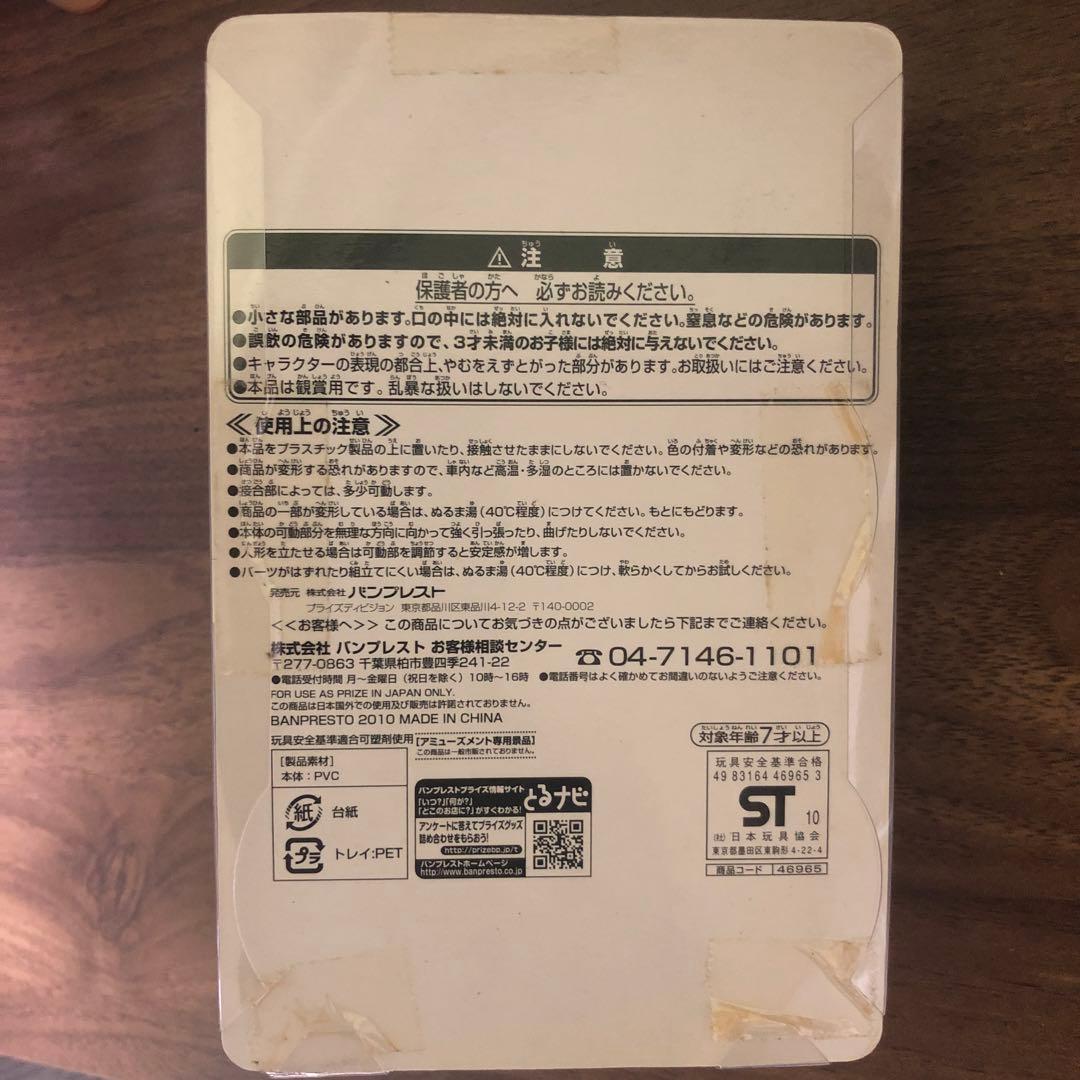 ⚠注意
保護者の方へ 必ずお読みください。
●小さな部品があります。口の中には絶対に入れないでください。窒息などの危険があります。
●誤飲の危険がありますので、3才未満のお子様には絶対に与えないでください。
●キャラクターの表現の都合上、やむをえずとがった部分があります。お取扱いにはご注意ください。
●本品は観賞用です。乱暴な扱いはしないでください。
≪使用上の注意≫
●本品をプラスチック製品の上に置いたり、接触させたままにしないでください。色の付着や変形などの恐れがあります。
●商品が変形する恐れがありますので、車内など高温・多湿のところには置かないでください。
●接合部によっては、多少可動します。
●商品の一部が変形している場合は、ぬるま湯(40℃程度)につけてください。もとにもどります。
●本体の可動部分を無理な方向に向かって強く引っ張ったり、曲げたりしないでください。
●人形を立たせる場合は可動部を調節すると安定感が増します。
●パーツがはずれたり組立てにくい場合は、ぬるま湯(40℃程度)につけ、軟らかくしてからお試しください。
発売元 株式会社 バンプレスト
プライズディビジョン 東京都品川区東品川4-12-2 〒140-0002
<<お客様へ>> この商品についてお気づきの点がございましたら下記までご連絡ください。
株式会社 バンプレスト お客様相談センター
〒277-0863 千葉県柏市豊四季241-22
☎04-7146-1101
●電話受付時間 月～金曜日(祝日を除く)10時～16時 ●電話番号はよく確かめてお間違いのないようご注意ください。
FOR USE AS PRIZE IN JAPAN ONLY.
この商品は日本国外での使用及び販売は許諾されておりません。
BANPRESTO 2010 MADE IN CHINA
玩具安全基準適合可塑剤使用
[アミューズメント専用景品]
この商品は一般市販されておりません。
[製品素材]
本体:PVC
紙 台紙
プラ トレイ:PET
バンプレストプライズ情報サイト
「いつ?」「何が?」
「どこのお店に?」がすぐわかる!
とるナビ
アンケートに答えてプライズグッズ
詰め合わせをもらおう!
http://prizebp.jp/t
バンプレストホームページ
http://www.banpresto.co.jp
対象年齢7才以上
玩具安全基準合格
49 83164 46965 3
ST 10
(社)日本玩具協会
東京都墨田区東駒形4-22-4
商品コード 46965